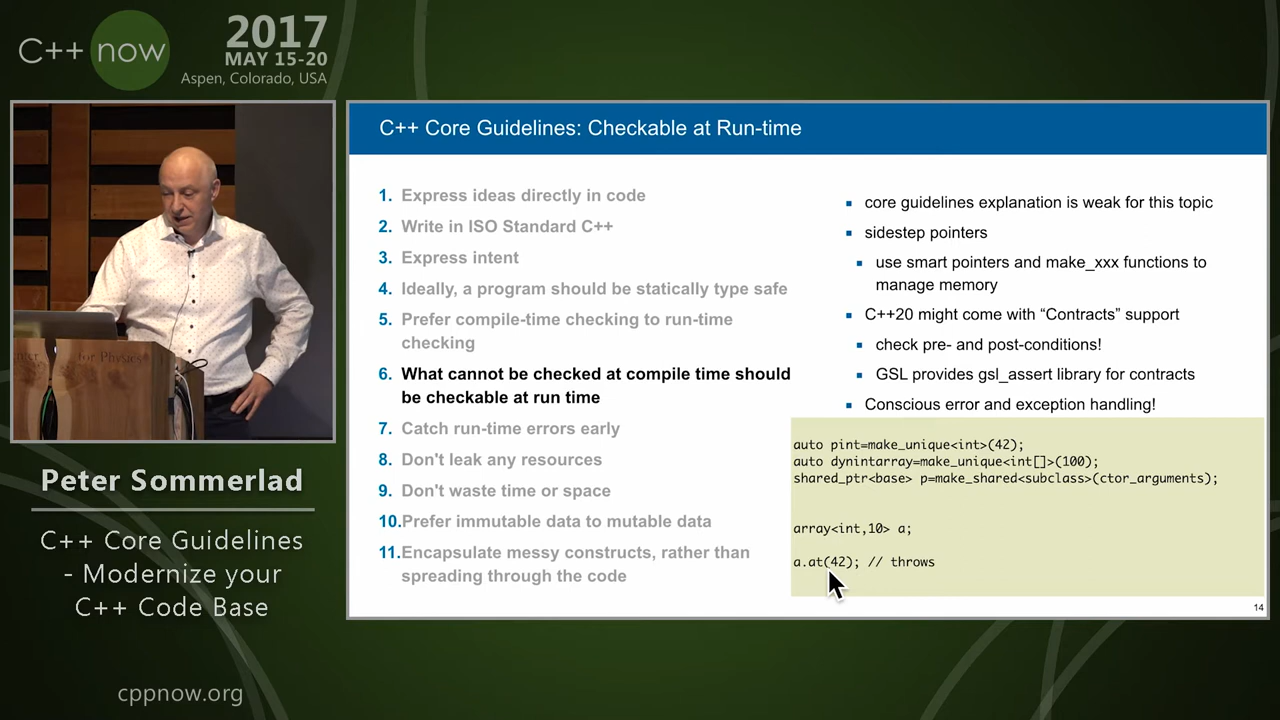 C++ now
2017
MAY 15-20
Aspen, Colorado, USA
C++ Core Guidelines: Checkable at Run-time
1. Express ideas directly in code
2. Write in ISO Standard C++
3. Express intent
4. Ideally, a program should be statically type safe
5. Prefer compile-time checking to run-time
checking
6. What cannot be checked at compile time should
be checkable at run time
7. Catch run-time errors early
8. Don't leak any resources
9. Don't waste time or space
10. Prefer immutable data to mutable data
11. Encapsulate messy constructs, rather than
spreading through the code
▪ core guidelines explanation is weak for this topic
▪ sidestep pointers
▪ use smart pointers and make_xxx functions to
manage memory
▪ C++20 might come with “Contracts” support
▪ check pre- and post-conditions!
▪ GSL provides gsl_assert library for contracts
▪ Conscious error and exception handling!
auto pint=make_unique<int>(42);
auto dynintarray=make_unique<int[]>(100);
shared_ptr<base> p=make_shared<subclass>(ctor_arguments);
array<int,10> a;
a.at(42); // throws
14
for Physics
Peter Sommerlad
C++ Core Guidelines
- Modernize your
C++ Code Base
cppnow.org